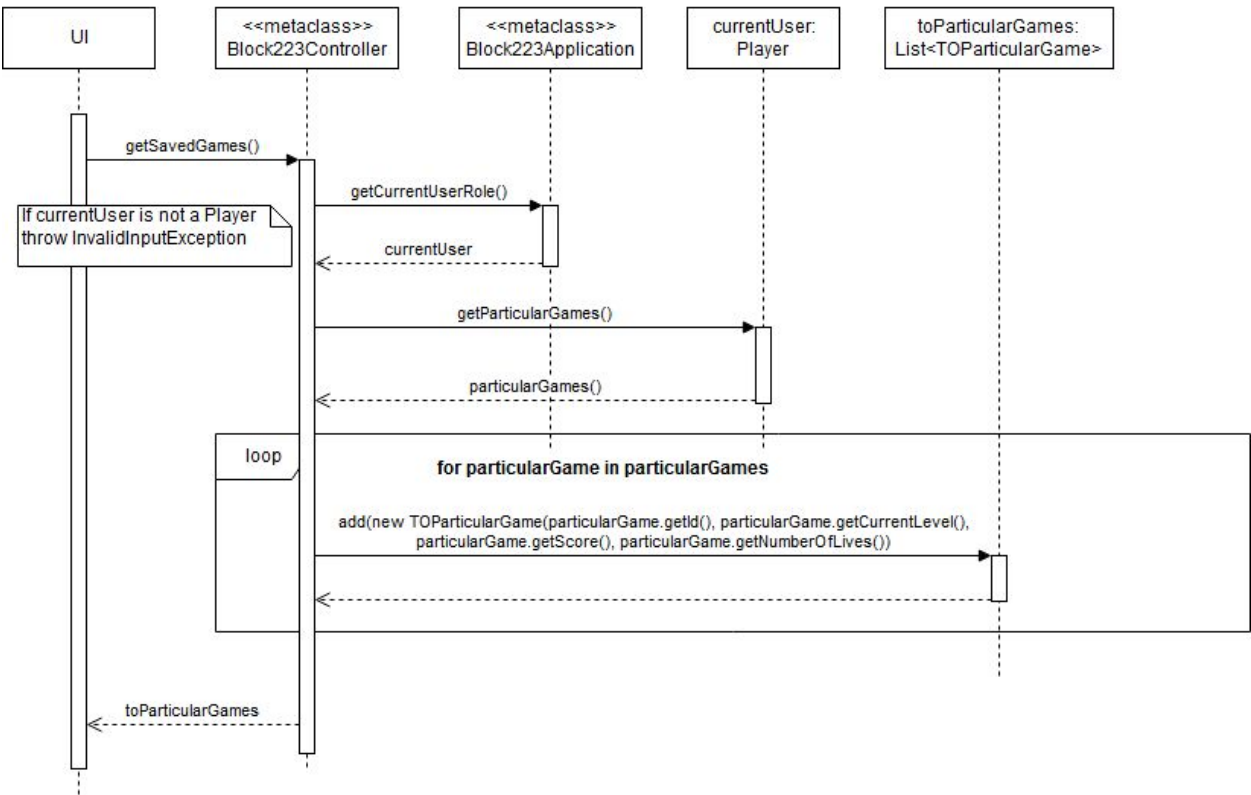 UI
<<metaclass>>
Block223Controller
<<metaclass>>
Block223Application
currentUser:
Player
toParticularGames:
List<TOParticularGame>
getSavedGames()
getCurrentUserRole()
If currentUser is not a Player
throw InvalidInputException
currentUser
getParticularGames()
particularGames()
loop
for particularGame in particularGames
add(new TOParticularGame(particularGame.getId(), particularGame.getCurrentLevel(),
particularGame.getScore(), particularGame.getNumberOfLives())
toParticularGames